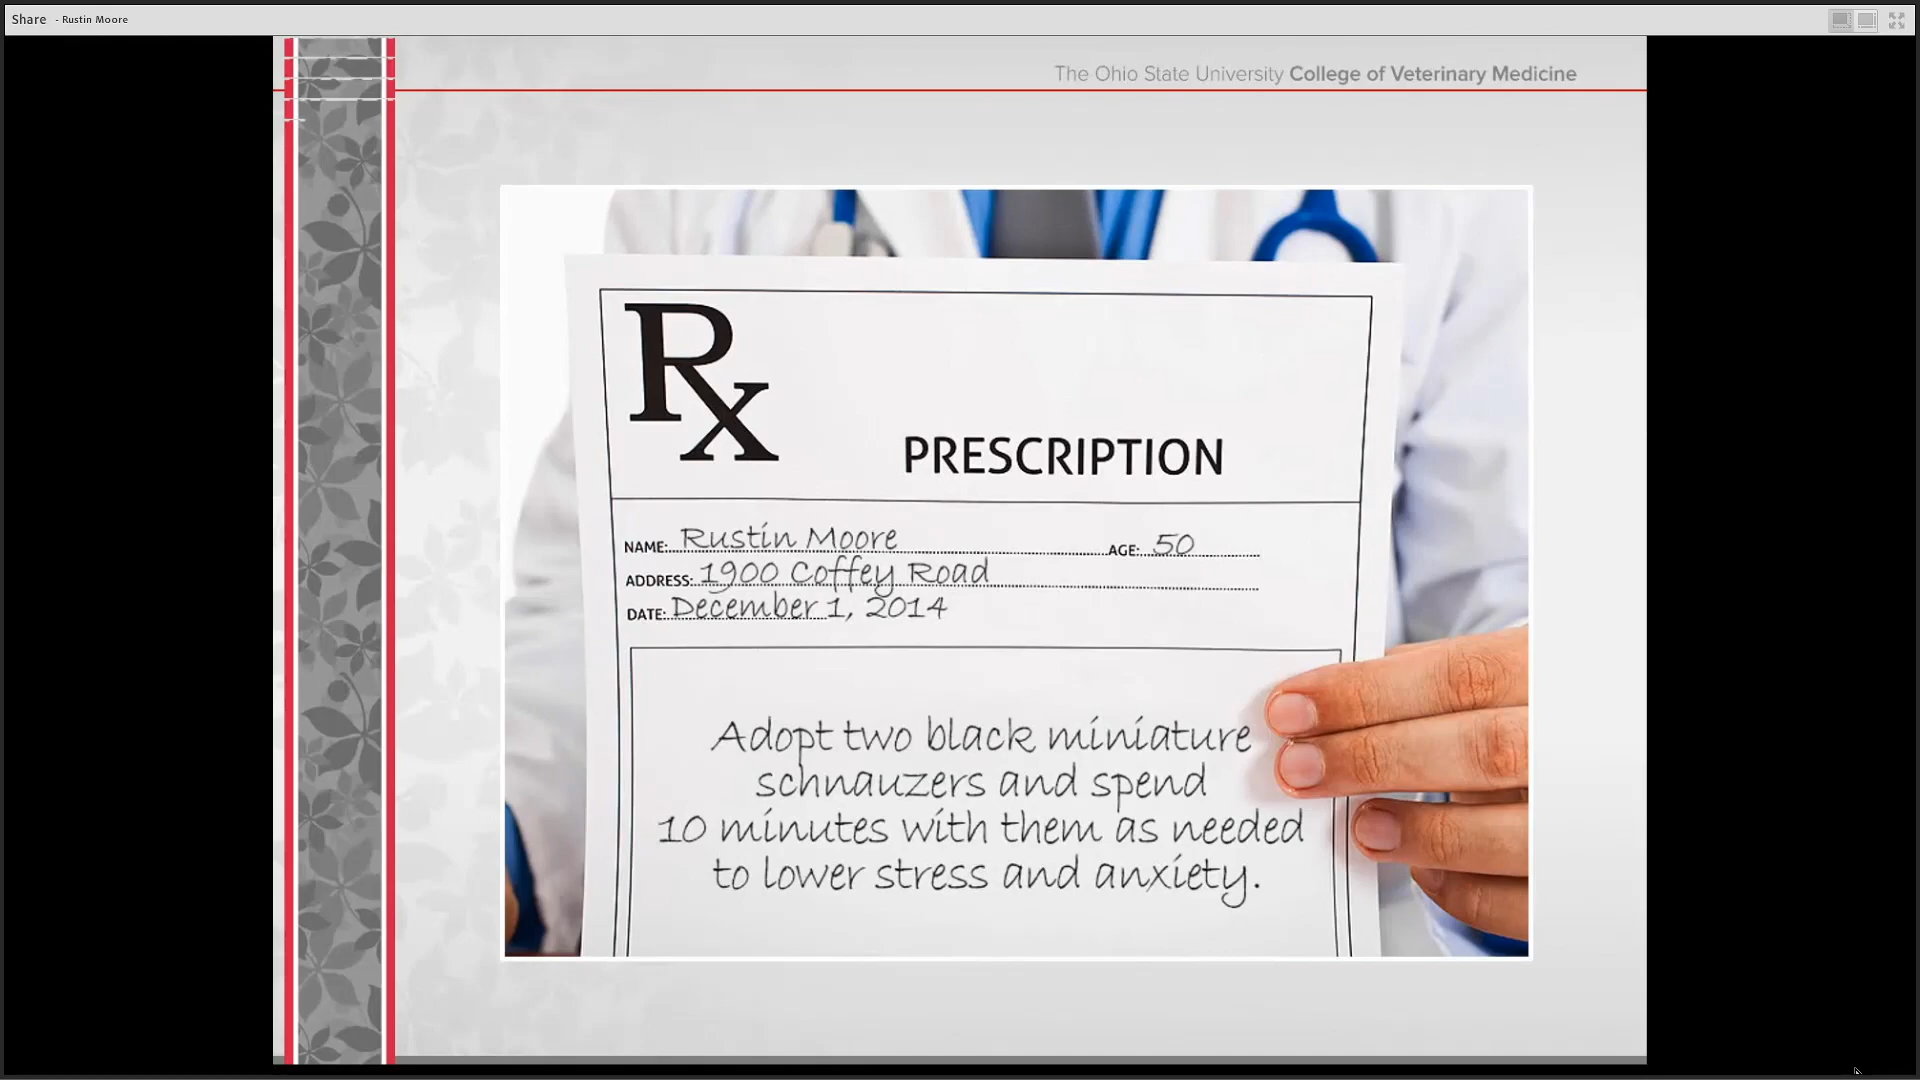 Share - Rustin Moore
The Ohio State University College of Veterinary Medicine
Rx
PRESCRIPTION
NAME: Rustin Moore AGE: 50
ADDRESS: 1900 Coffey Road
DATE: December 1, 2014
Adopt two black miniature
schnauzers and spend
10 minutes with them as needed
to lower stress and anxiety.